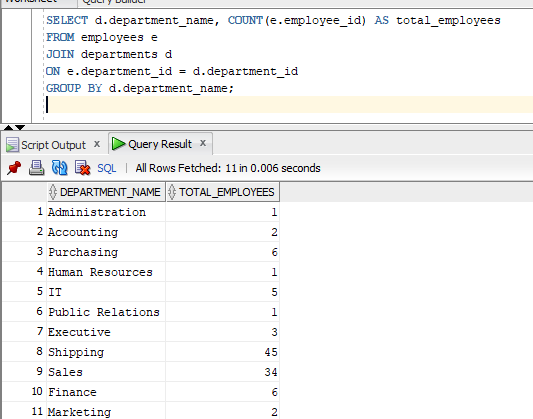 Worksheet Query Builder
SELECT d.department_name, COUNT(e.employee_id) AS total_employees
FROM employees e
JOIN departments d
ON e.department_id = d.department_id
GROUP BY d.department_name;
Script Output x Query Result x
SQL | All Rows Fetched: 11 in 0.006 seconds
DEPARTMENT_NAME TOTAL_EMPLOYEES
1 Administration 1
2 Accounting 2
3 Purchasing 6
4 Human Resources 1
5 IT 5
6 Public Relations 1
7 Executive 3
8 Shipping 45
9 Sales 34
10 Finance 6
11 Marketing 2